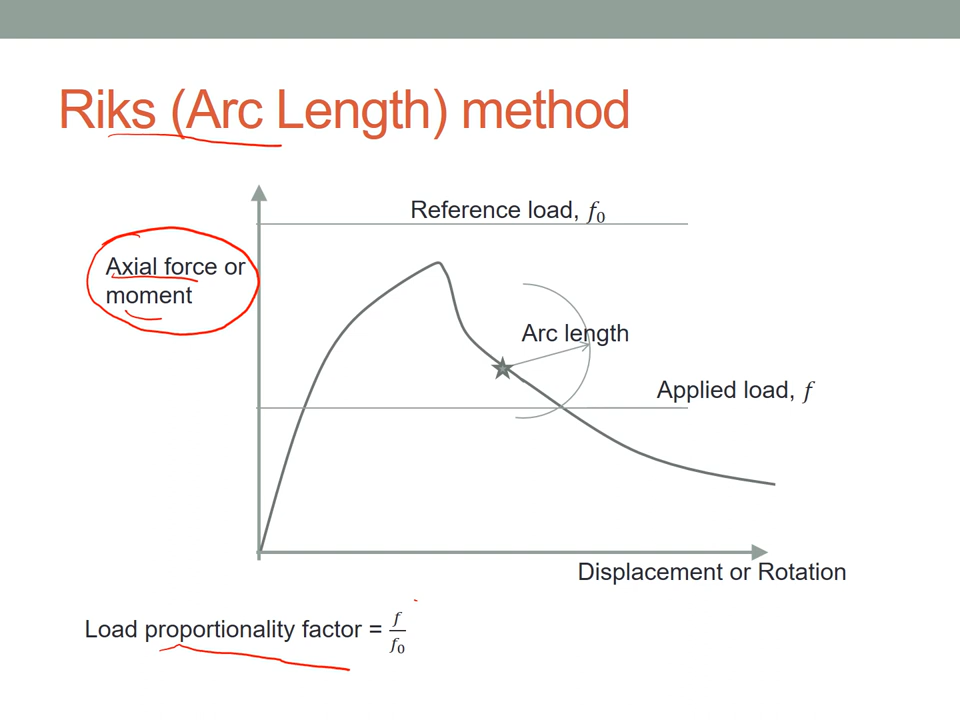 Riks (Arc Length) method
Reference load, f₀
Axial force or
moment
Arc length
Applied load, f
Displacement or Rotation
Load proportionality factor = f/f₀